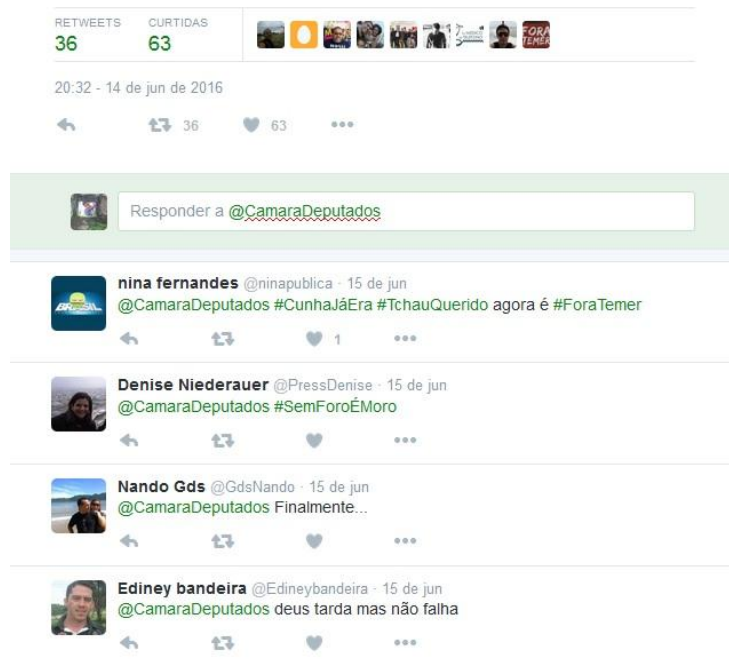 RETWEETS CURTIDAS
36 63
FORA TEMER
20:32 - 14 de jun de 2016
36 63
Responder a @CamaraDeputados
nina fernandes @ninapublica · 15 de jun
@CamaraDeputados #CunhaJáEra #TchauQuerido agora é #ForaTemer
1
Denise Niederauer @PressDenise · 15 de jun
@CamaraDeputados #SemForoÉMoro
Nando Gds @GdsNando · 15 de jun
@CamaraDeputados Finalmente...
Ediney bandeira @Edineybandeira · 15 de jun
@CamaraDeputados deus tarda mas não falha